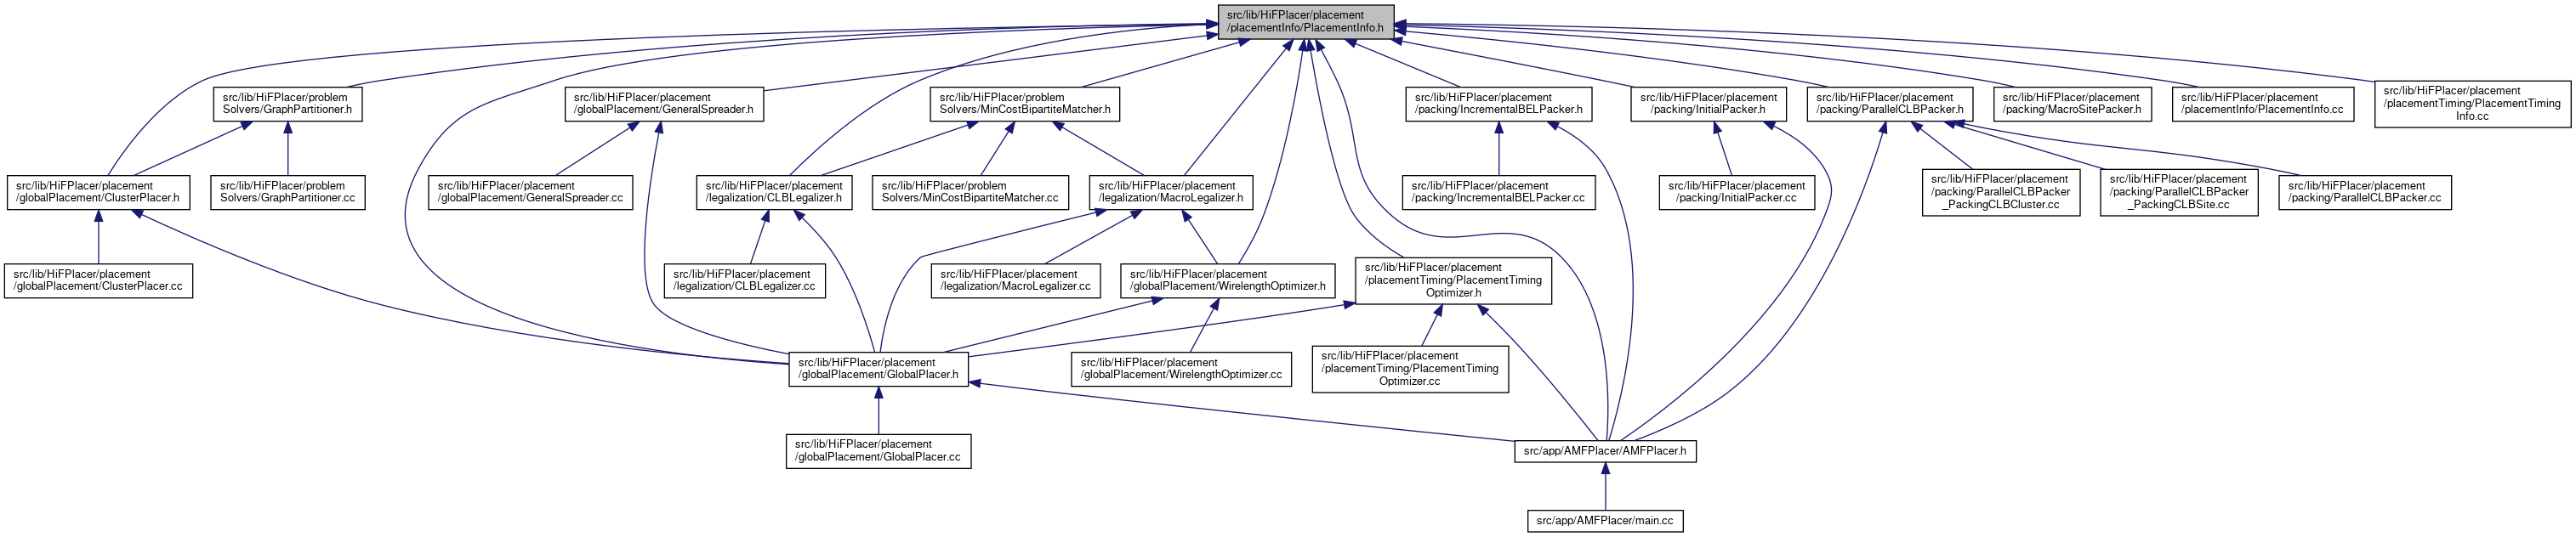 src/lib/HiFPlacer/placement
/placementInfo/PlacementInfo.h
src/lib/HiFPlacer/problem
Solvers/GraphPartitioner.h
src/lib/HiFPlacer/placement
/globalPlacement/GeneralSpreader.h
src/lib/HiFPlacer/problem
Solvers/MinCostBipartiteMatcher.h
src/lib/HiFPlacer/placement
/packing/IncrementalBELPacker.h
src/lib/HiFPlacer/placement
/packing/InitialPacker.h
src/lib/HiFPlacer/placement
/packing/ParallelCLBPacker.h
src/lib/HiFPlacer/placement
/packing/MacroSitePacker.h
src/lib/HiFPlacer/placement
/placementInfo/PlacementInfo.cc
src/lib/HiFPlacer/placement
/placementTiming/PlacementTiming
Info.cc
src/lib/HiFPlacer/placement
/globalPlacement/ClusterPlacer.h
src/lib/HiFPlacer/problem
Solvers/GraphPartitioner.cc
src/lib/HiFPlacer/placement
/globalPlacement/GeneralSpreader.cc
src/lib/HiFPlacer/placement
/legalization/CLBLegalizer.h
src/lib/HiFPlacer/problem
Solvers/MinCostBipartiteMatcher.cc
src/lib/HiFPlacer/placement
/legalization/MacroLegalizer.h
src/lib/HiFPlacer/placement
/packing/IncrementalBELPacker.cc
src/lib/HiFPlacer/placement
/packing/InitialPacker.cc
src/lib/HiFPlacer/placement
/packing/ParallelCLBPacker
_PackingCLBCluster.cc
src/lib/HiFPlacer/placement
/packing/ParallelCLBPacker
_PackingCLBSite.cc
src/lib/HiFPlacer/placement
/packing/ParallelCLBPacker.cc
src/lib/HiFPlacer/placement
/globalPlacement/ClusterPlacer.cc
src/lib/HiFPlacer/placement
/legalization/CLBLegalizer.cc
src/lib/HiFPlacer/placement
/legalization/MacroLegalizer.cc
src/lib/HiFPlacer/placement
/globalPlacement/WirelengthOptimizer.h
src/lib/HiFPlacer/placement
/placementTiming/PlacementTiming
Optimizer.h
src/lib/HiFPlacer/placement
/globalPlacement/GlobalPlacer.h
src/lib/HiFPlacer/placement
/globalPlacement/WirelengthOptimizer.cc
src/lib/HiFPlacer/placement
/placementTiming/PlacementTiming
Optimizer.cc
src/lib/HiFPlacer/placement
/globalPlacement/GlobalPlacer.cc
src/app/AMFPlacer/AMFPlacer.h
src/app/AMFPlacer/main.cc